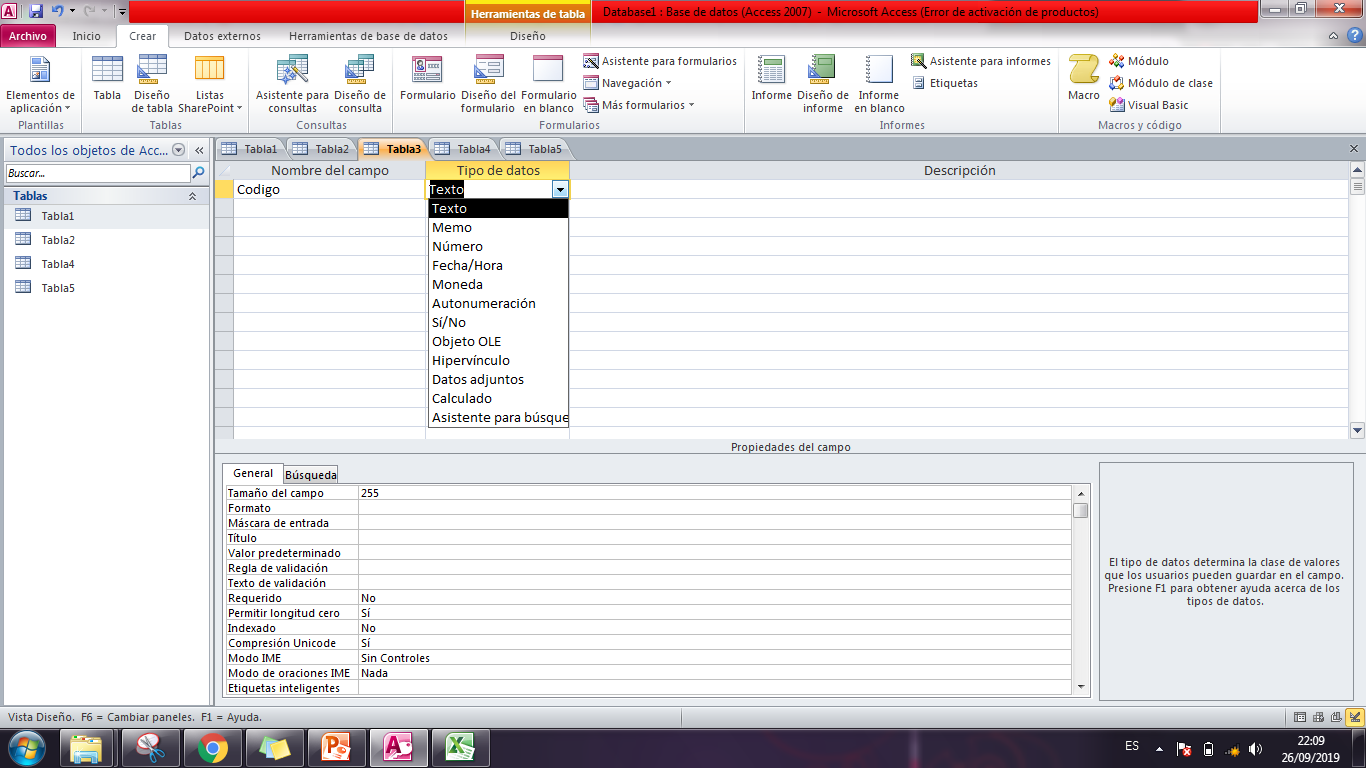 Herramientas de tabla
Database1 : Base de datos (Access 2007) - Microsoft Access (Error de activación de productos)
Archivo
Inicio
Crear
Datos externos
Herramientas de base de datos
Diseño
Elementos de
aplicación
Plantillas
Tabla
Diseño
de tabla
Listas
SharePoint
Tablas
Asistente para
consultas
Diseño de
consulta
Consultas
Formulario
Diseño del
formulario
Formulario
en blanco
Asistente para formularios
Navegación
Más formularios
Formularios
Informe
Diseño de
informe
Informe
en blanco
Asistente para informes
Etiquetas
Informes
Macro
Módulo
Módulo de clase
Visual Basic
Macros y código
Todos los objetos de Acc...
Buscar...
Tablas
Tabla1
Tabla2
Tabla4
Tabla5
Tabla1
Tabla2
Tabla3
Tabla4
Tabla5
Nombre del campo
Tipo de datos
Descripción
Codigo
Texto
Texto
Memo
Número
Fecha/Hora
Moneda
Autonumeración
Sí/No
Objeto OLE
Hipervínculo
Datos adjuntos
Calculado
Asistente para búsque
Propiedades del campo
General
Búsqueda
Tamaño del campo 255
Formato
Máscara de entrada
Título
Valor predeterminado
Regla de validación
Texto de validación
Requerido No
Permitir longitud cero Sí
Indexado No
Compresión Unicode Sí
Modo IME Sin Controles
Modo de oraciones IME Nada
Etiquetas inteligentes
El tipo de datos determina la clase de valores
que los usuarios pueden guardar en el campo.
Presione F1 para obtener ayuda acerca de los
tipos de datos.
Vista Diseño. F6 = Cambiar paneles. F1 = Ayuda.
ES
22:09
26/09/2019